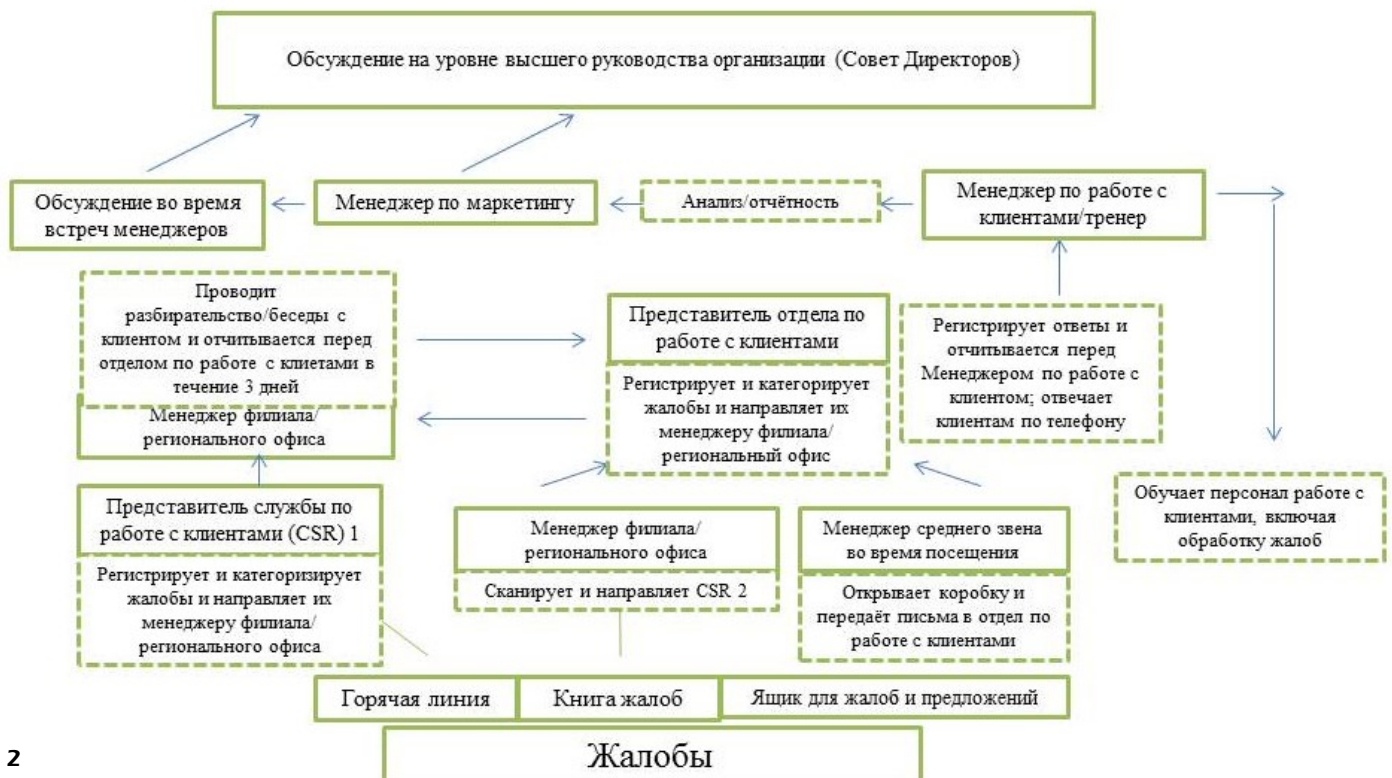 Обсуждение на уровне высшего руководства организации (Совет Директоров)
Обсуждение во время
встреч менеджеров
Менеджер по маркетингу
Анализ/отчётность
Менеджер по работе с
клиентами/тренер
Проводит
разбирательство/беседы с
клиентом и отчитывается перед
отделом по работе с клиетами в
течение 3 дней
Менеджер филиала/
регионального офиса
Представитель отдела по
работе с клиентами
Регистрирует и категорирует
жалобы и направляет их
менеджеру филиала/
региональный офис
Регистрирует ответы и
отчитывается перед
Менеджером по работе с
клиентом; отвечает
клиентам по телефону
Обучает персонал работе с
клиентами, включая
обработку жалоб
Представитель службы по
работе с клиентами (CSR) 1
Регистрирует и категоризирует
жалобы и направляет их
менеджеру филиала/
регионального офиса
Менеджер филиала/
регионального офиса
Сканирует и направляет CSR 2
Менеджер среднего звена
во время посещения
Открывает коробку и
передаёт письма в отдел по
работе с клиентами
Горячая линия
Книга жалоб
Ящик для жалоб и предложений
Жалобы
2